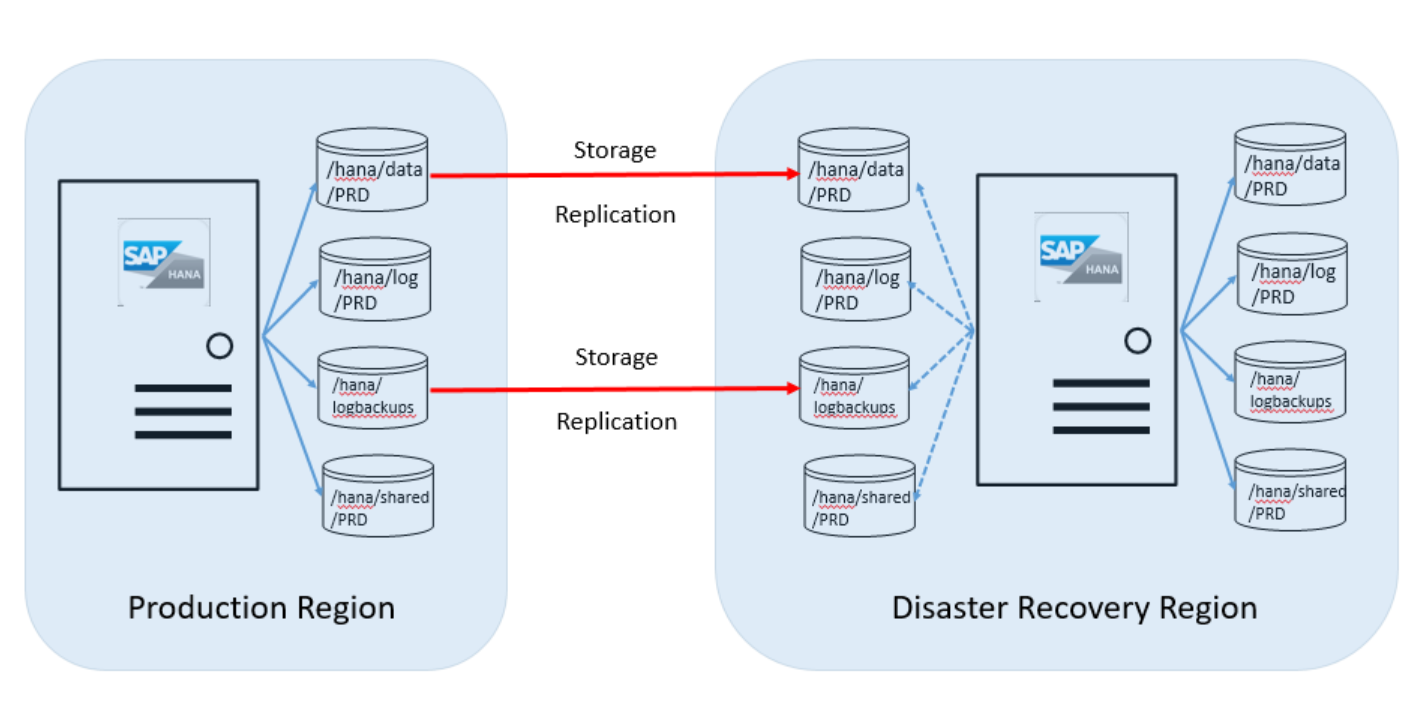 Storage
Replication
Storage
Replication
/hana/data
/PRD
/hana/log
/PRD
/hana/
logbackups
/hana/shared
/PRD
SAP
HANA
Production Region
/hana/data
/PRD
/hana/log
/PRD
/hana/
logbackups
/hana/shared
/PRD
SAP
HANA
/hana/data
/PRD
/hana/log
/PRD
/hana/
logbackups
/hana/shared
/PRD
Disaster Recovery Region